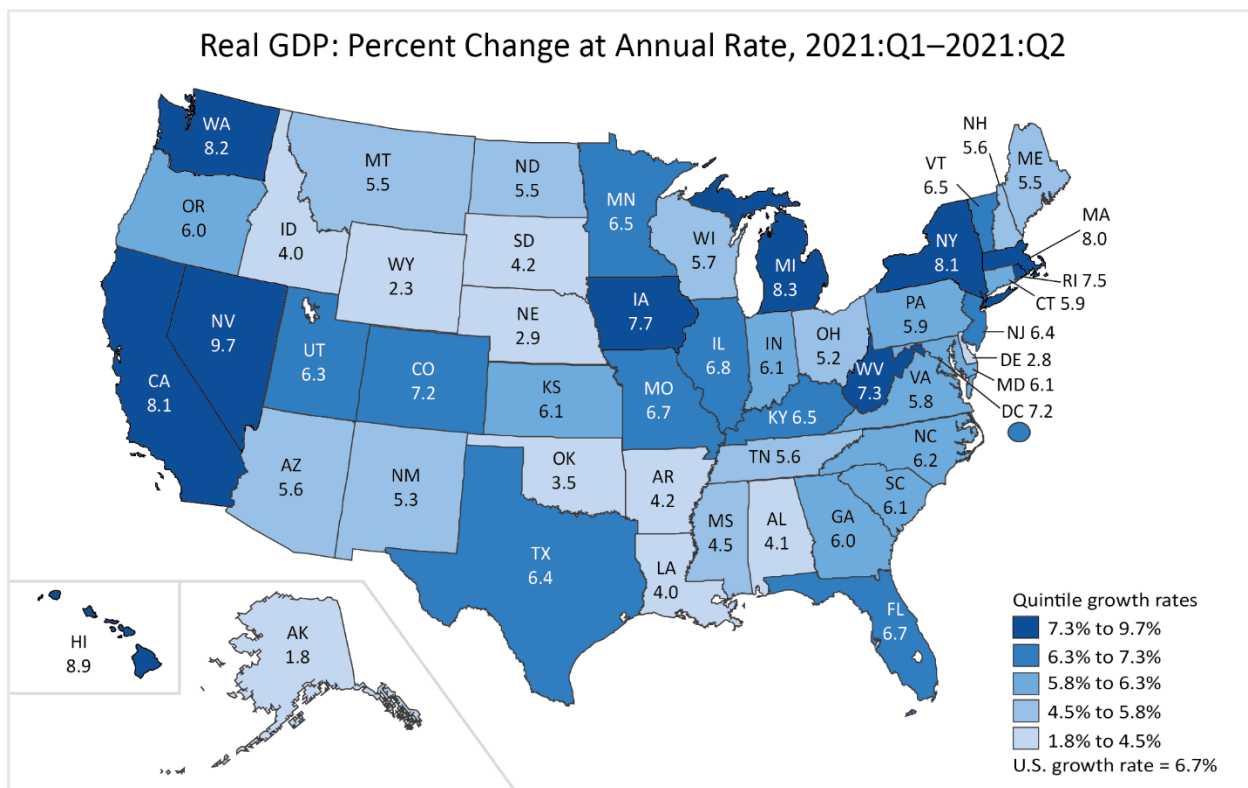 Real GDP: Percent Change at Annual Rate, 2021:Q1–2021:Q2
WA
8.2
OR
6.0
CA
8.1
NV
9.7
ID
4.0
MT
5.5
WY
2.3
UT
6.3
CO
7.2
AZ
5.6
NM
5.3
ND
5.5
SD
4.2
NE
2.9
KS
6.1
OK
3.5
TX
6.4
MN
6.5
IA
7.7
MO
6.7
AR
4.2
LA
4.0
WI
5.7
IL
6.8
MI
8.3
IN
6.1
OH
5.2
KY 6.5
TN 5.6
MS
4.5
AL
4.1
GA
6.0
FL
6.7
SC
6.1
NC
6.2
VA
5.8
WV
7.3
PA
5.9
NY
8.1
VT
6.5
NH
5.6
ME
5.5
MA
8.0
RI 7.5
CT 5.9
NJ 6.4
DE 2.8
MD 6.1
DC 7.2
HI
8.9
AK
1.8
Quintile growth rates
7.3% to 9.7%
6.3% to 7.3%
5.8% to 6.3%
4.5% to 5.8%
1.8% to 4.5%
U.S. growth rate = 6.7%